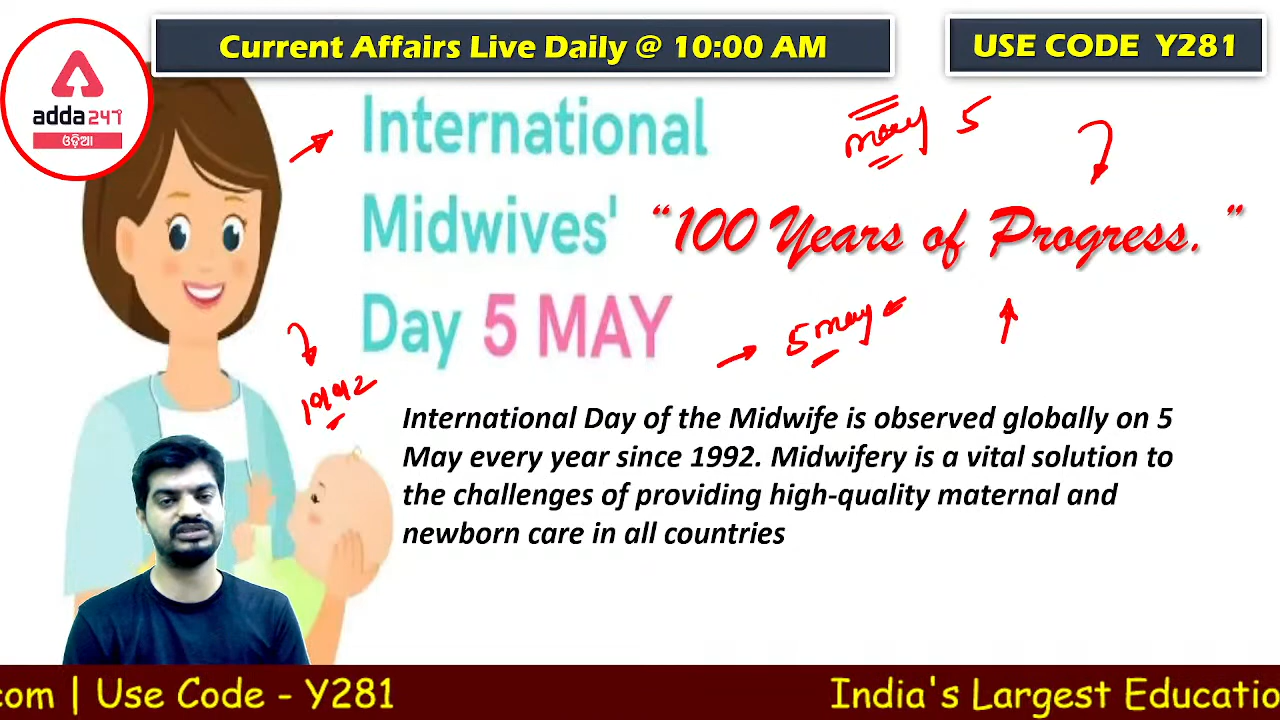 Current Affairs Live Daily @ 10:00 AM
USE CODE Y281
adda247
ଓଡ଼ିଆ
International
Midwives'
Day 5 MAY
may 5
"100 Years of Progress."
5 may
1992
International Day of the Midwife is observed globally on 5
May every year since 1992. Midwifery is a vital solution to
the challenges of providing high-quality maternal and
newborn care in all countries
.com | Use Code - Y281
India's Largest Educatio